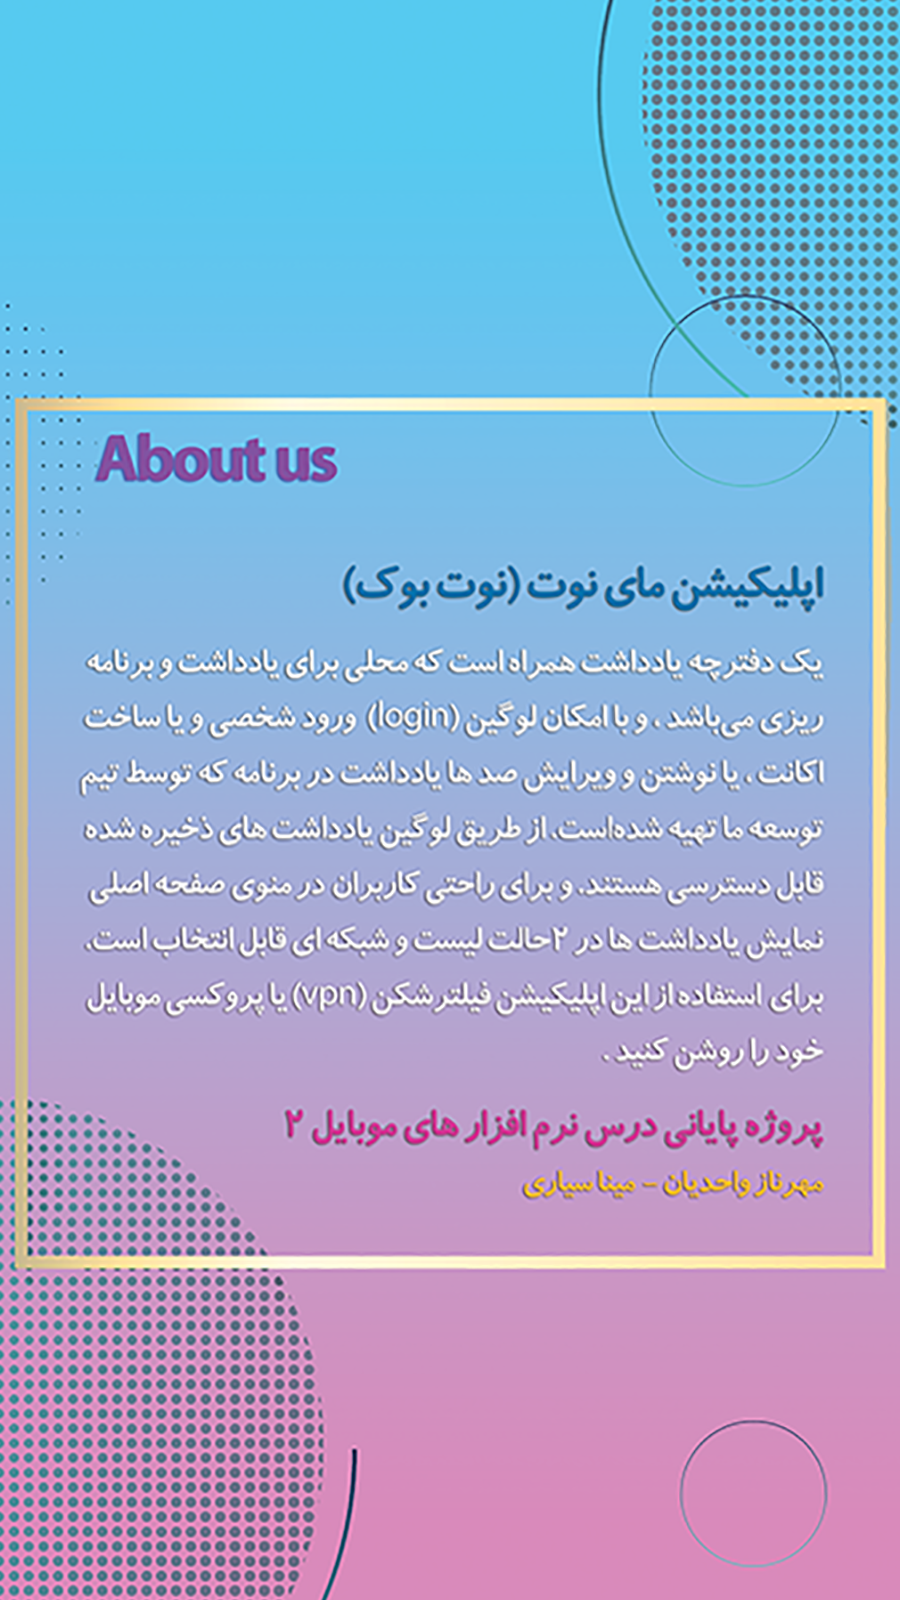 About us
اپلیکیشن مای نوت (نوت بوک)
یک دفترچه یادداشت همراه است که محلی برای یادداشت و برنامه
ریزی می‌باشد ، و با امکان لوگین (login) ورود شخصی و یا ساخت
اکانت ، یا نوشتن و ویرایش صد ها یادداشت در برنامه که توسط تیم
توسعه ما تهیه شده‌است. از طریق لوگین یادداشت های ذخیره شده
قابل دسترسی هستند. و برای راحتی کاربران در منوی صفحه اصلی
نمایش یادداشت ها در ۲حالت لیست و شبکه ای قابل انتخاب است.
برای استفاده از این اپلیکیشن فیلترشکن (vpn) یا پروکسی موبایل
خود را روشن کنید .
پروژه پایانی درس نرم افزار های موبایل ۲
مهرناز واحدیان - مینا سیاری